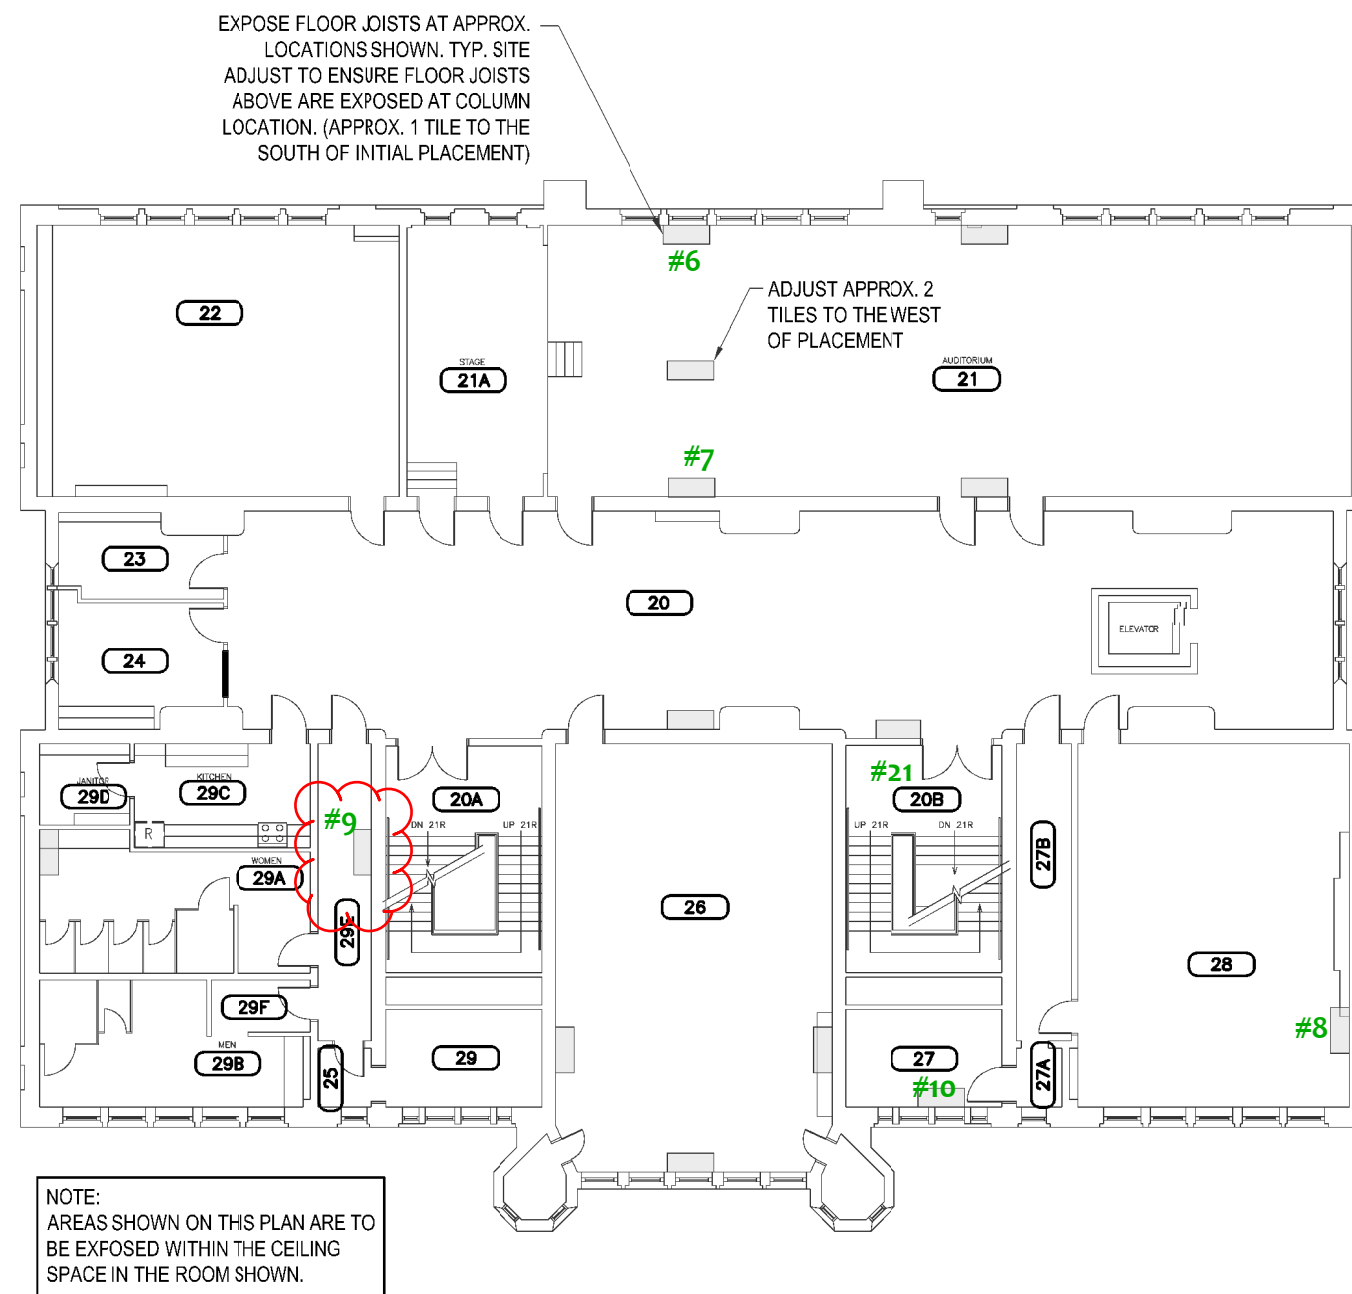 EXPOSE FLOOR JOISTS AT APPROX.
LOCATIONS SHOWN. TYP. SITE
ADJUST TO ENSURE FLOOR JOISTS
ABOVE ARE EXPOSED AT COLUMN
LOCATION. (APPROX. 1 TILE TO THE
SOUTH OF INITIAL PLACEMENT)
#6
ADJUST APPROX. 2
TILES TO THE WEST
OF PLACEMENT
22
STAGE
21A
AUDITORIUM
21
#7
23
20
24
ELEVATOR
#21
JANITOR
29D
KITCHEN
29C
#9
20A
20B
DN 21R
UP 21R
UP 21R
DN 21R
R
WOMEN
29A
29E
27B
26
28
29F
MEN
29B
25
29
27
27A
#8
#10
NOTE:
AREAS SHOWN ON THIS PLAN ARE TO
BE EXPOSED WITHIN THE CEILING
SPACE IN THE ROOM SHOWN.